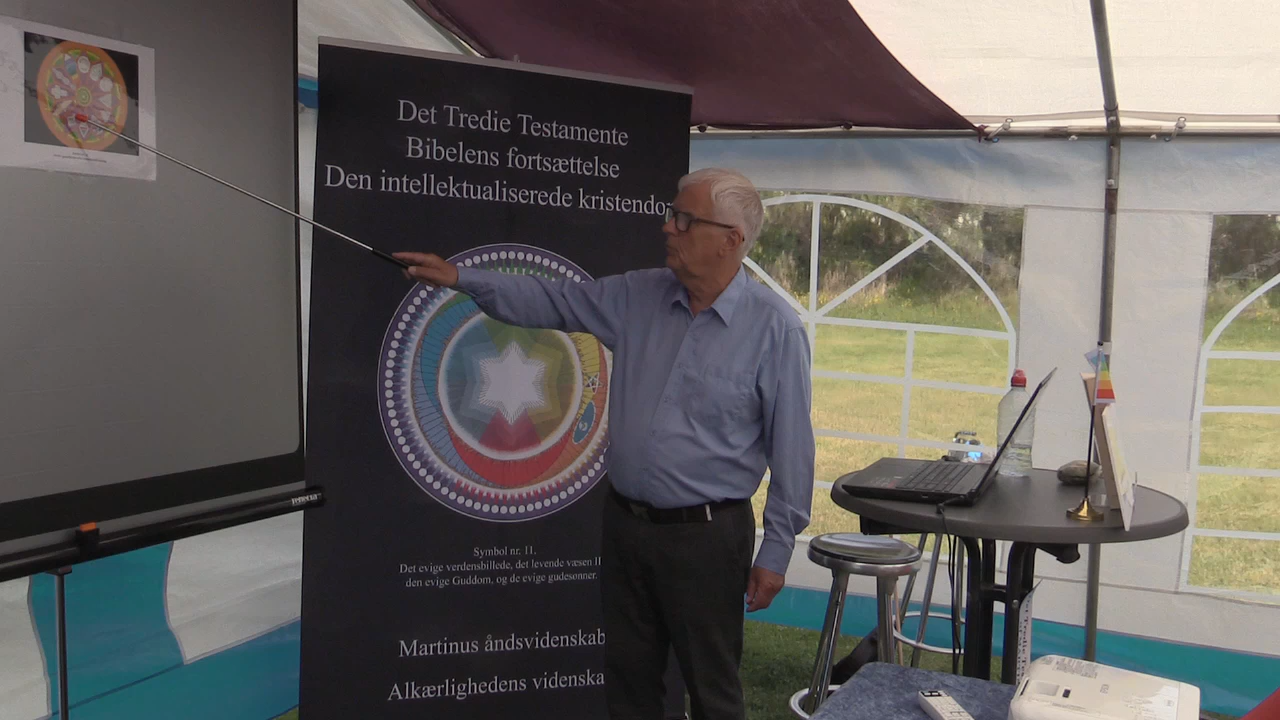 Det Tredie Testamente
Bibelens fortsættelse
Den intellektualiserede kristendo
Symbol nr. 11.
Det evige verdensbillede, det levende væsen II
den evige Guddom, og de evige gudesønner.
Martinus åndsvidenskab
Alkærlighedens videnska